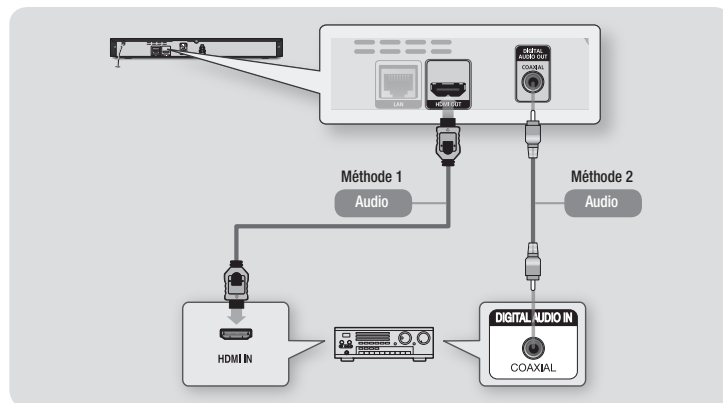 DIGITAL
AUDIO OUT
COAXIAL
LAN
HDMI OUT
Méthode 1
Audio
Méthode 2
Audio
HDMI IN
DIGITAL AUDIO IN
COAXIAL